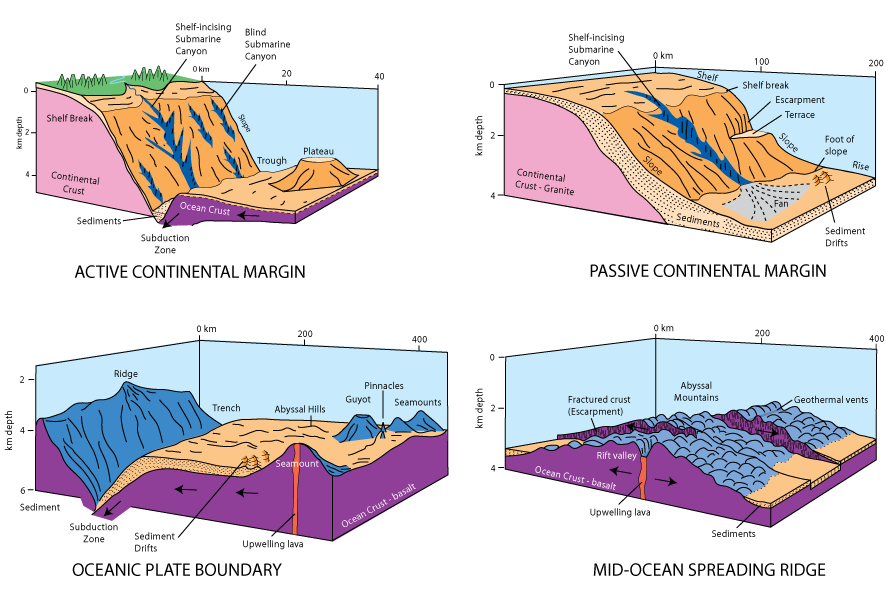 Shelf-incising
Submarine
Canyon
Blind
Submarine
Canyon
0 km
20
40
0
2
4
km depth
Shelf Break
Slope
Plateau
Trough
Continental
Crust
Ocean Crust
Sediments
Subduction
Zone
ACTIVE CONTINENTAL MARGIN
Shelf-incising
Submarine
Canyon
0 km
100
200
Shelf
Shelf break
Escarpment
Terrace
0
2
4
km depth
Slope
Foot of
slope
Rise
Slope
Continental
Crust - Granite
Fan
Sediments
Sediment
Drifts
PASSIVE CONTINENTAL MARGIN
0 km
200
400
2
4
6
km depth
Ridge
Trench
Abyssal Hills
Guyot
Pinnacles
Seamounts
Seamount
Ocean Crust - basalt
Sediment
Subduction
Zone
Sediment
Drifts
Upwelling lava
OCEANIC PLATE BOUNDARY
0 km
200
400
0
2
4
km depth
Fractured crust
(Escarpment)
Abyssal
Mountains
Geothermal vents
Rift valley
Ocean Crust - basalt
Upwelling lava
Sediments
MID-OCEAN SPREADING RIDGE